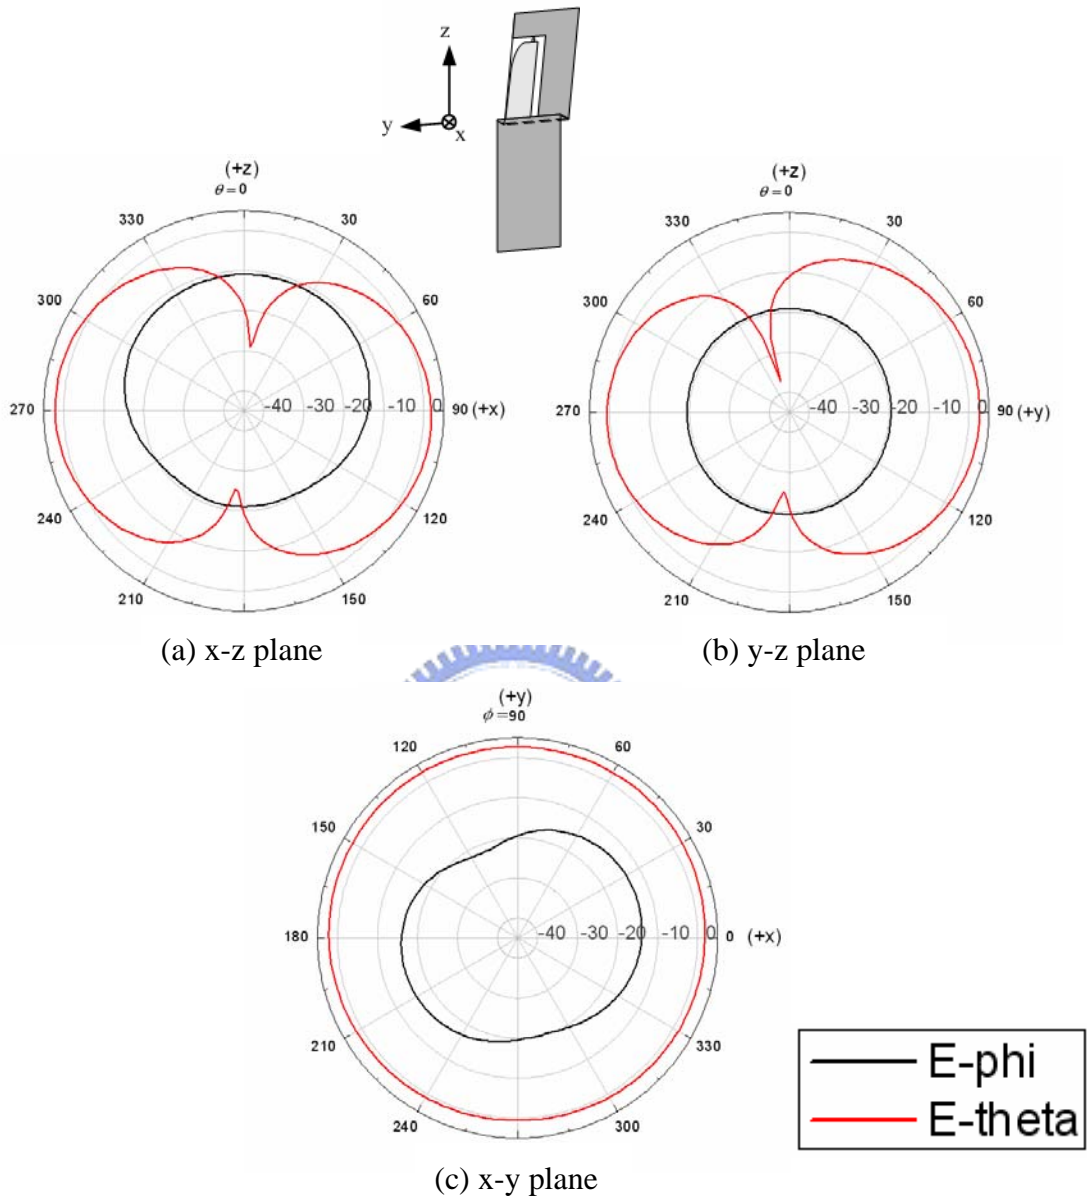 z
y
x
(+z)
θ=0
330
30
300
60
270
-40
-30
-20
-10
0
90
(+x)
240
120
210
150
(a) x-z plane
(+z)
θ=0
330
30
300
60
270
-40
-30
-20
-10
0
90
(+y)
240
120
210
150
(b) y-z plane
(+y)
ϕ=90
120
60
150
30
180
-40
-30
-20
-10
0
0
(+x)
210
330
240
300
(c) x-y plane
E-phi
E-theta